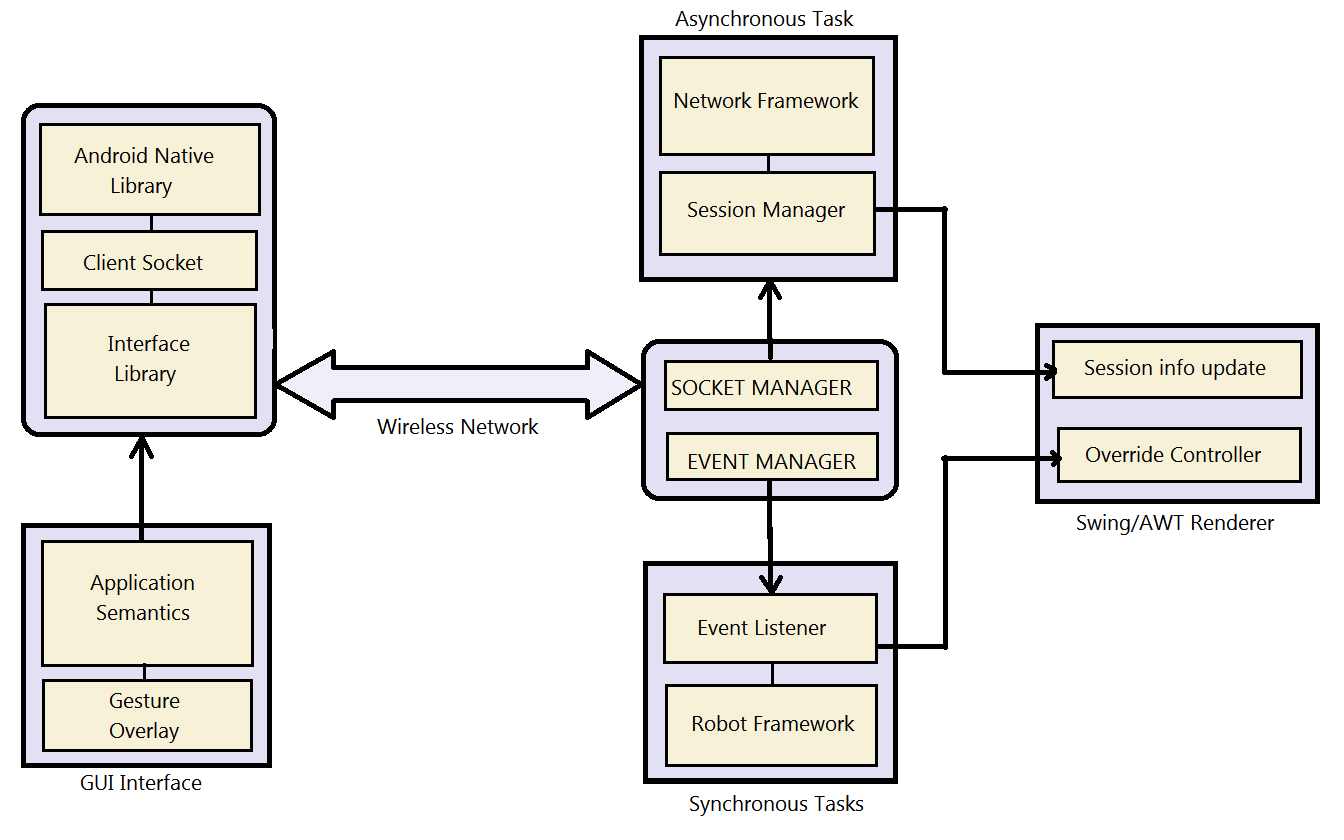 Asynchronous Task
Network Framework
Session Manager
Android Native
Library
Client Socket
Interface
Library
Wireless Network
SOCKET MANAGER
EVENT MANAGER
Session info update
Override Controller
Swing/AWT Renderer
Application
Semantics
Gesture
Overlay
GUI Interface
Event Listener
Robot Framework
Synchronous Tasks